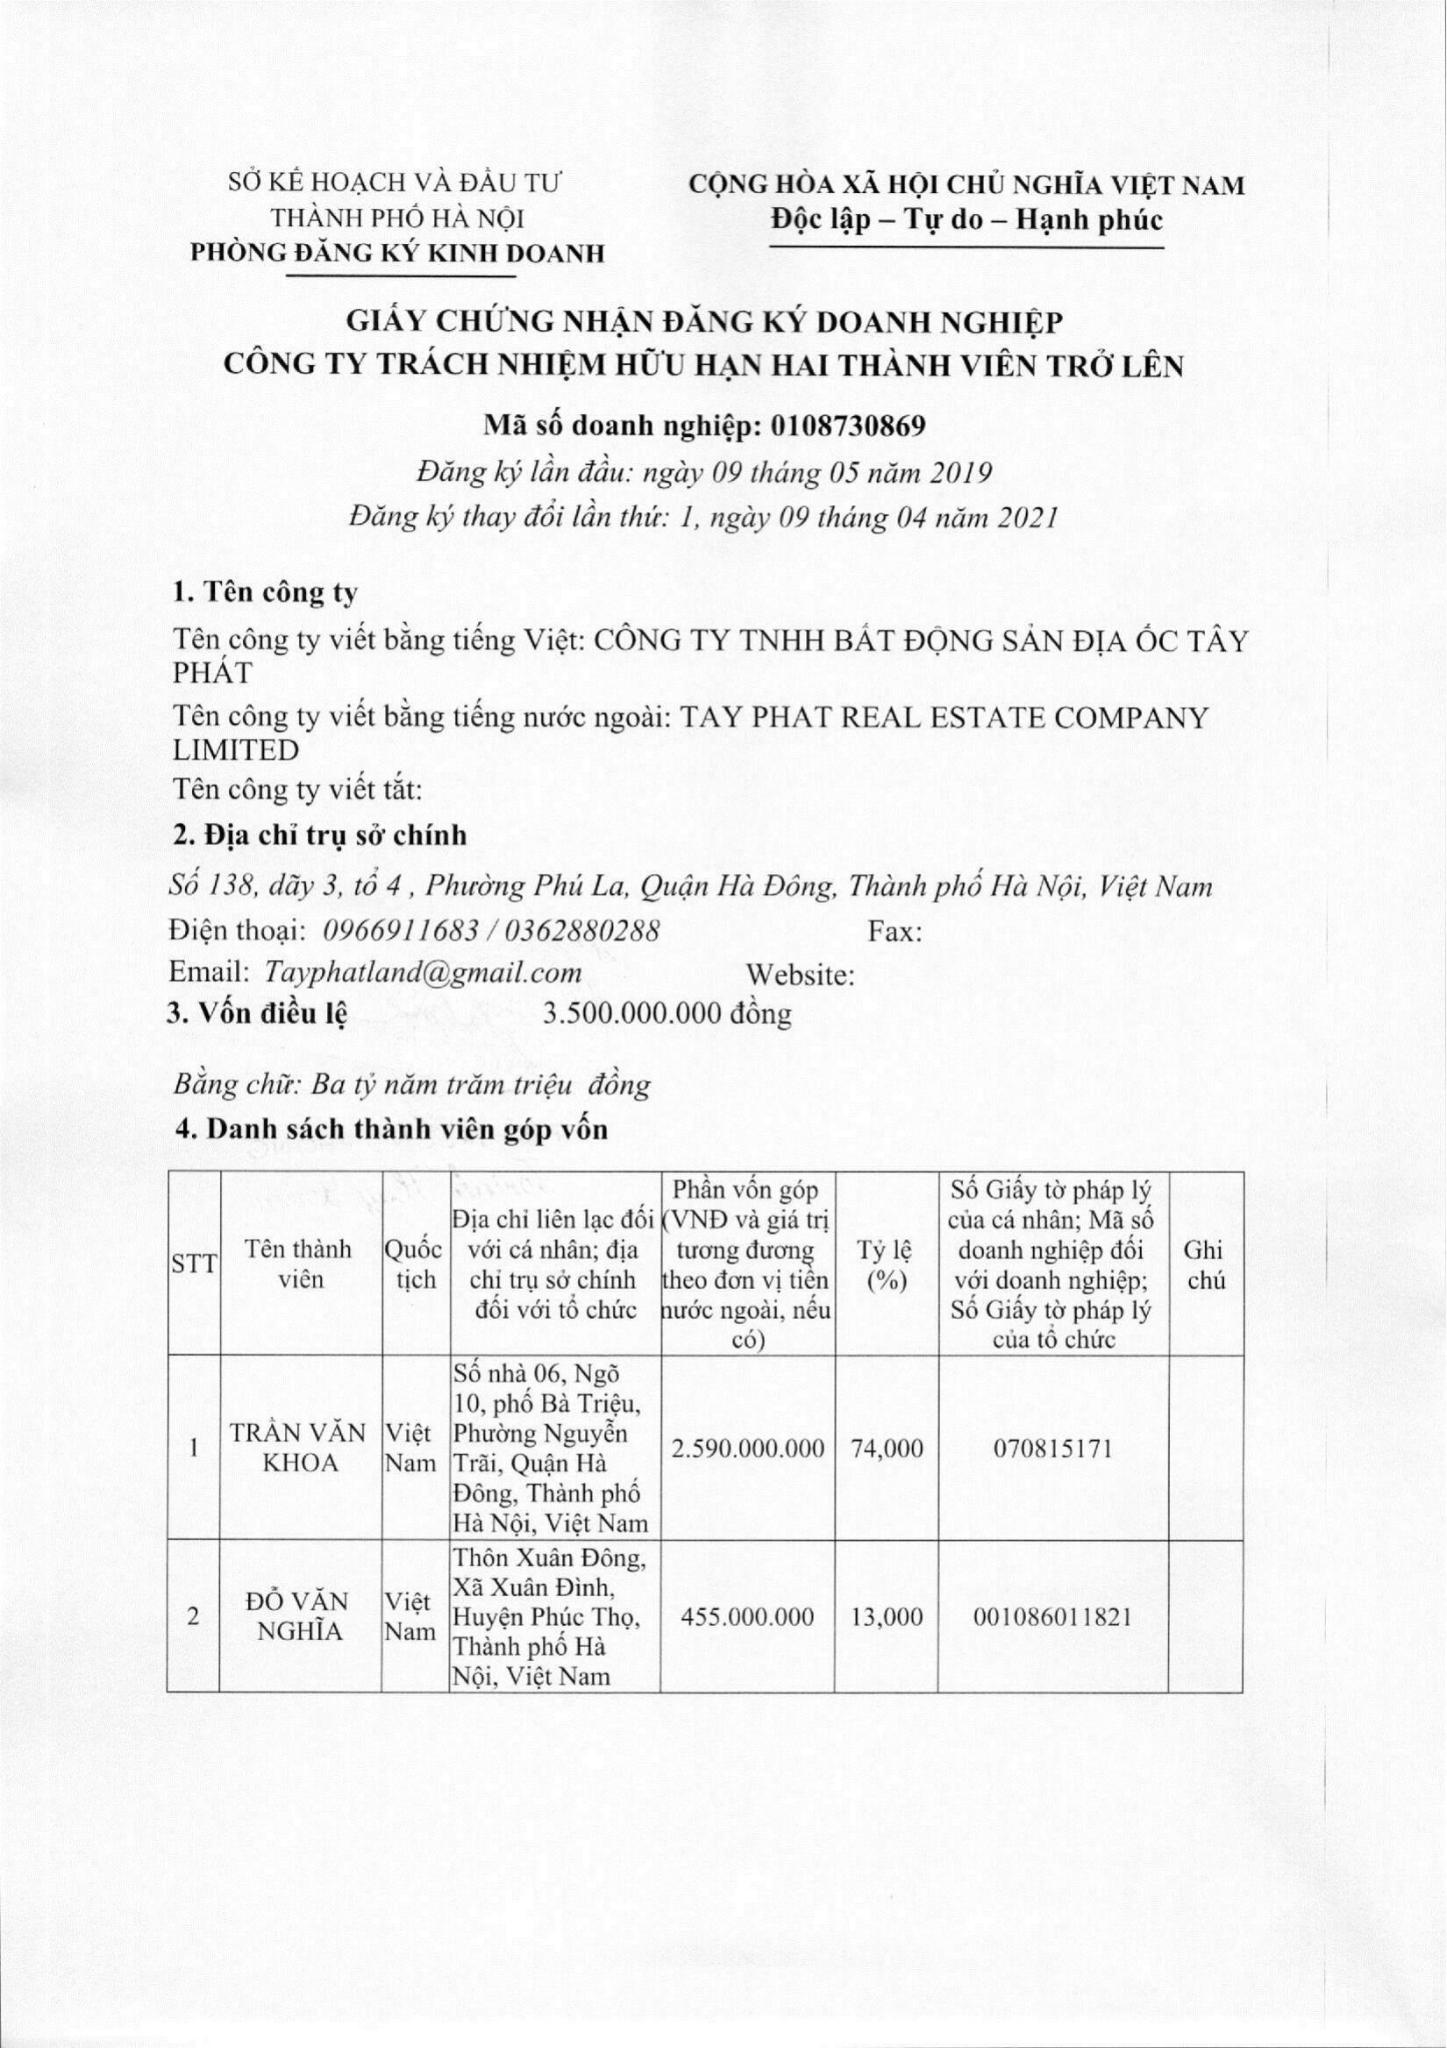 SỞ KẾ HOẠCH VÀ ĐẦU TƯ
THÀNH PHỐ HÀ NỘI
PHÒNG ĐĂNG KÝ KINH DOANH
CỘNG HÒA XÃ HỘI CHỦ NGHĨA VIỆT NAM
Độc lập – Tự do – Hạnh phúc
GIẤY CHỨNG NHẬN ĐĂNG KÝ DOANH NGHIỆP
CÔNG TY TRÁCH NHIỆM HỮU HẠN HAI THÀNH VIÊN TRỞ LÊN
Mã số doanh nghiệp: 0108730869
Đăng ký lần đầu: ngày 09 tháng 05 năm 2019
Đăng ký thay đổi lần thứ: 1, ngày 09 tháng 04 năm 2021
1. Tên công ty
Tên công ty viết bằng tiếng Việt: CÔNG TY TNHH BẤT ĐỘNG SẢN ĐỊA ỐC TÂY
PHÁT
Tên công ty viết bằng tiếng nước ngoài: TAY PHAT REAL ESTATE COMPANY
LIMITED
Tên công ty viết tắt:
2. Địa chỉ trụ sở chính
Số 138, dãy 3, tổ 4 , Phường Phú La, Quận Hà Đông, Thành phố Hà Nội, Việt Nam
Điện thoại: 0966911683 / 0362880288 Fax:
Email: Tayphatland@gmail.com Website:
3. Vốn điều lệ 3.500.000.000 đồng
Bằng chữ: Ba tỷ năm trăm triệu đồng
4. Danh sách thành viên góp vốn
STT
Tên thành
viên
Quốc
tịch
Địa chỉ liên lạc đối
với cá nhân; địa
chỉ trụ sở chính
đối với tổ chức
Phần vốn góp
(VNĐ và giá trị
tương đương
theo đơn vị tiền
nước ngoài, nếu
có)
Tỷ lệ
(%)
Số Giấy tờ pháp lý
của cá nhân; Mã số
doanh nghiệp đối
với doanh nghiệp;
Số Giấy tờ pháp lý
của tổ chức
Ghi
chú
1
TRẦN VĂN
KHOA
Việt
Nam
Số nhà 06, Ngõ
10, phố Bà Triệu,
Phường Nguyễn
Trãi, Quận Hà
Đông, Thành phố
Hà Nội, Việt Nam
2.590.000.000
74,000
070815171
2
ĐỖ VĂN
NGHĨA
Việt
Nam
Thôn Xuân Đông,
Xã Xuân Đình,
Huyện Phúc Thọ,
Thành phố Hà
Nội, Việt Nam
455.000.000
13,000
001086011821